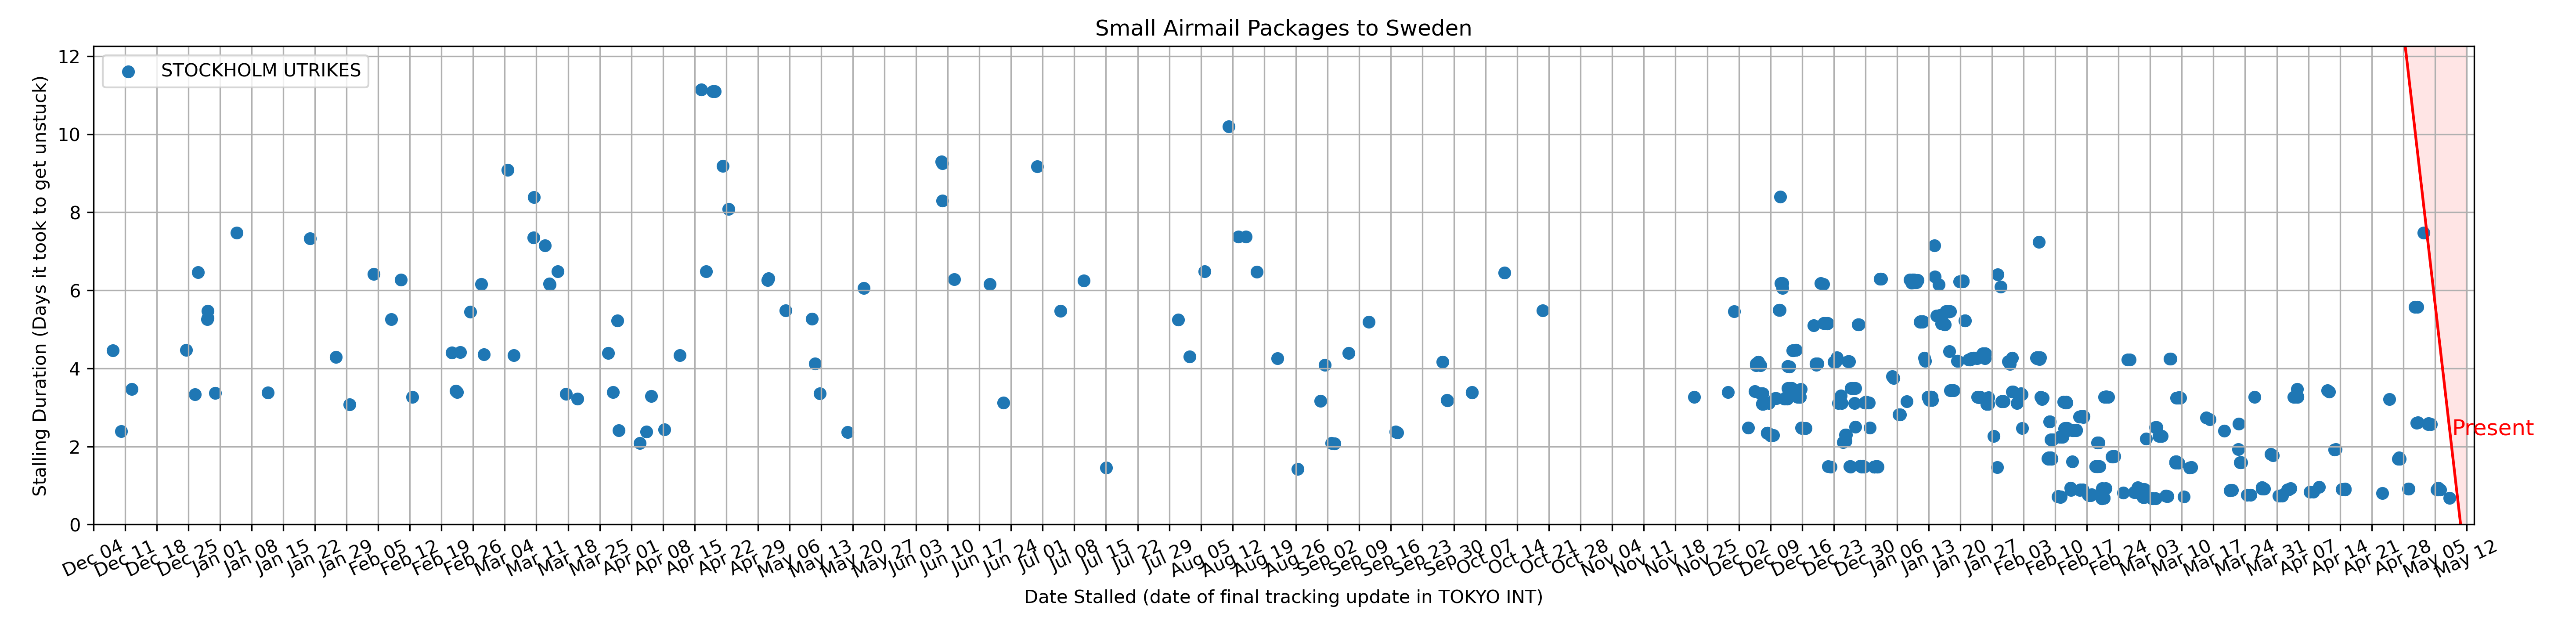 Small Airmail Packages to Sweden
STOCKHOLM UTRIKES
Stalling Duration (Days it took to get unstuck)
12
10
8
6
4
2
0
Present
Dec 04
Dec 11
Dec 18
Dec 25
Jan 01
Jan 08
Jan 15
Jan 22
Jan 29
Feb 05
Feb 12
Feb 19
Feb 26
Mar 04
Mar 11
Mar 18
Mar 25
Apr 01
Apr 08
Apr 15
Apr 22
Apr 29
May 06
May 13
May 20
May 27
Jun 03
Jun 10
Jun 17
Jun 24
Jul 01
Jul 08
Jul 15
Jul 22
Jul 29
Aug 05
Aug 12
Aug 19
Aug 26
Sep 02
Sep 09
Sep 16
Sep 23
Sep 30
Oct 07
Oct 14
Oct 21
Oct 28
Nov 04
Nov 11
Nov 18
Nov 25
Dec 02
Dec 09
Dec 16
Dec 23
Dec 30
Jan 06
Jan 13
Jan 20
Jan 27
Feb 03
Feb 10
Feb 17
Feb 24
Mar 03
Mar 10
Mar 17
Mar 24
Mar 31
Apr 07
Apr 14
Apr 21
Apr 28
May 05
May 12
Date Stalled (date of final tracking update in TOKYO INT)